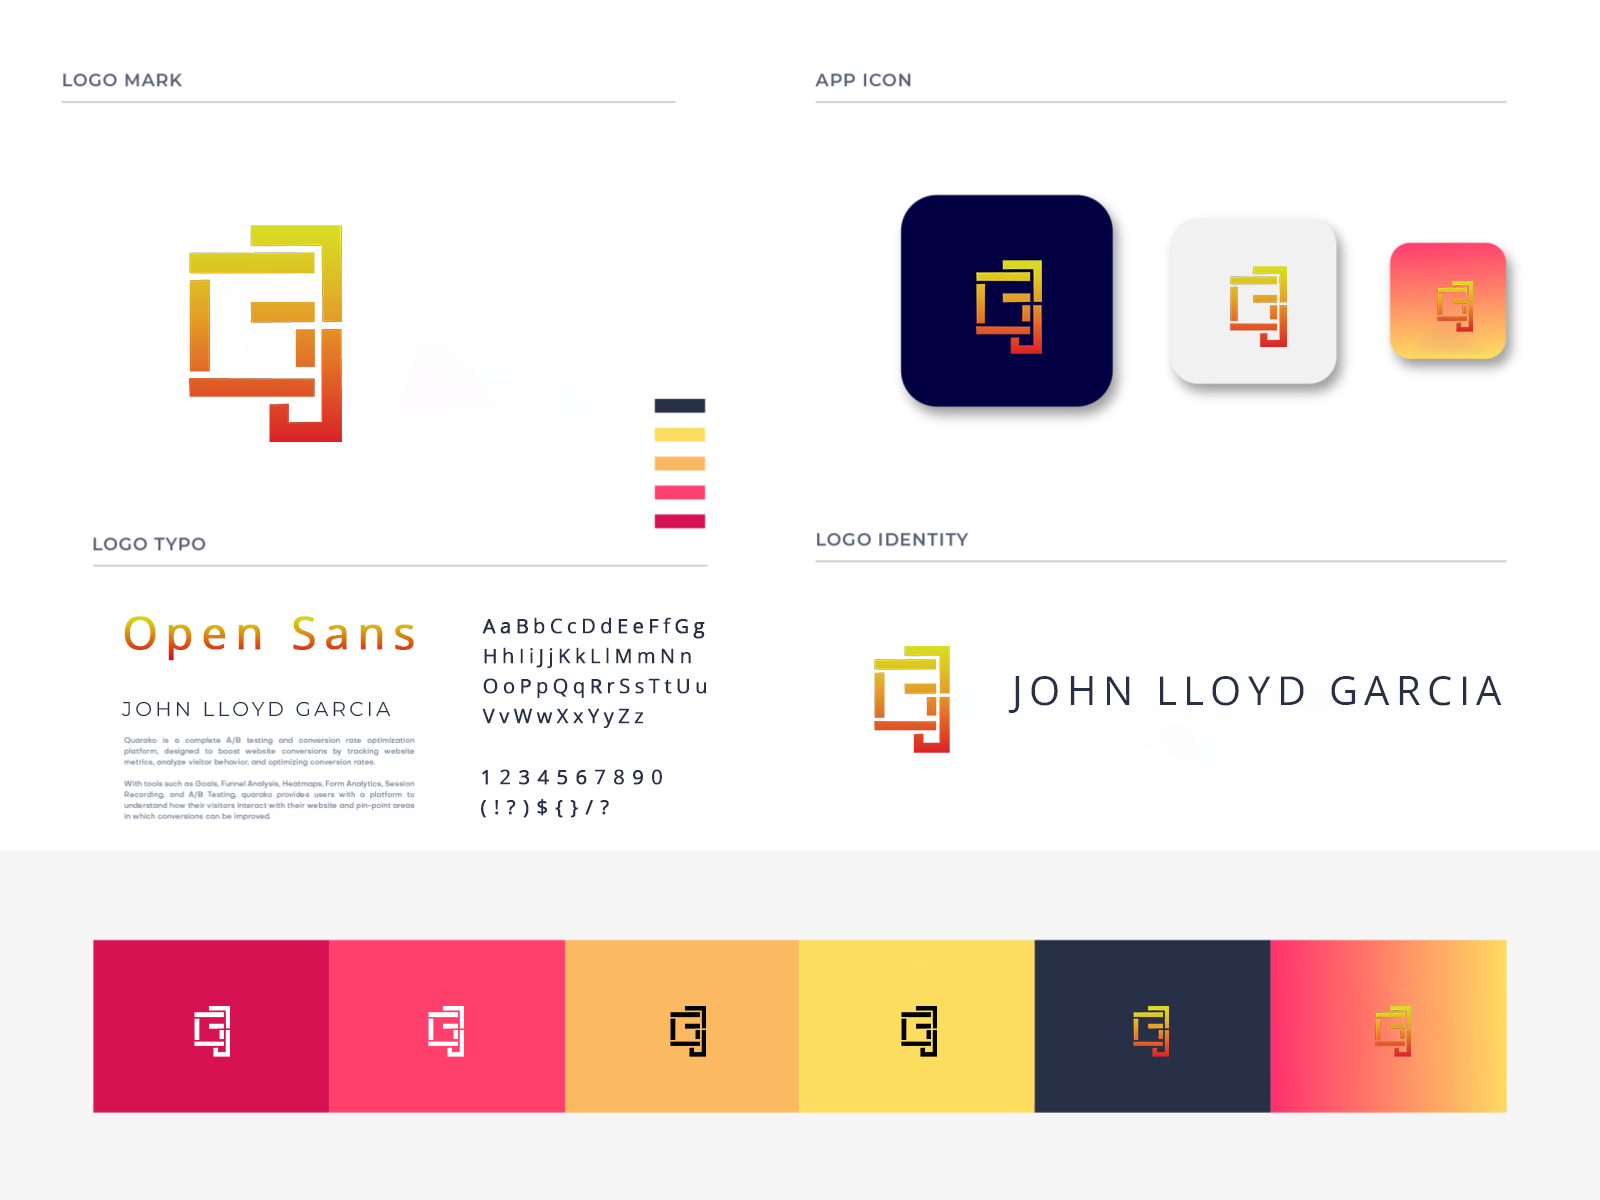 LOGO MARK
APP ICON
LOGO TYPO
Open Sans
JOHN LLOYD GARCIA
Quarako is a complete A/B testing and conversion rate optimization
platform, designed to boost website conversions by tracking website
metrics, analyze visitor behavior, and optimizing conversion rates.
With tools such as Goals, Funnel Analysis, Heatmaps, Form Analytics, Session
Recording, and A/B Testing, quarako provides users with a platform to
understand how their visitors interact with their website and pin-point areas
in which conversions can be improved.
AaBbCcDdEeFfGg
HhIiJjKkLlMmNn
OoPpQqRrSsTtUu
VvWwXxYyZz
1234567890
(!?)${}/?
LOGO IDENTITY
JOHN LLOYD GARCIA